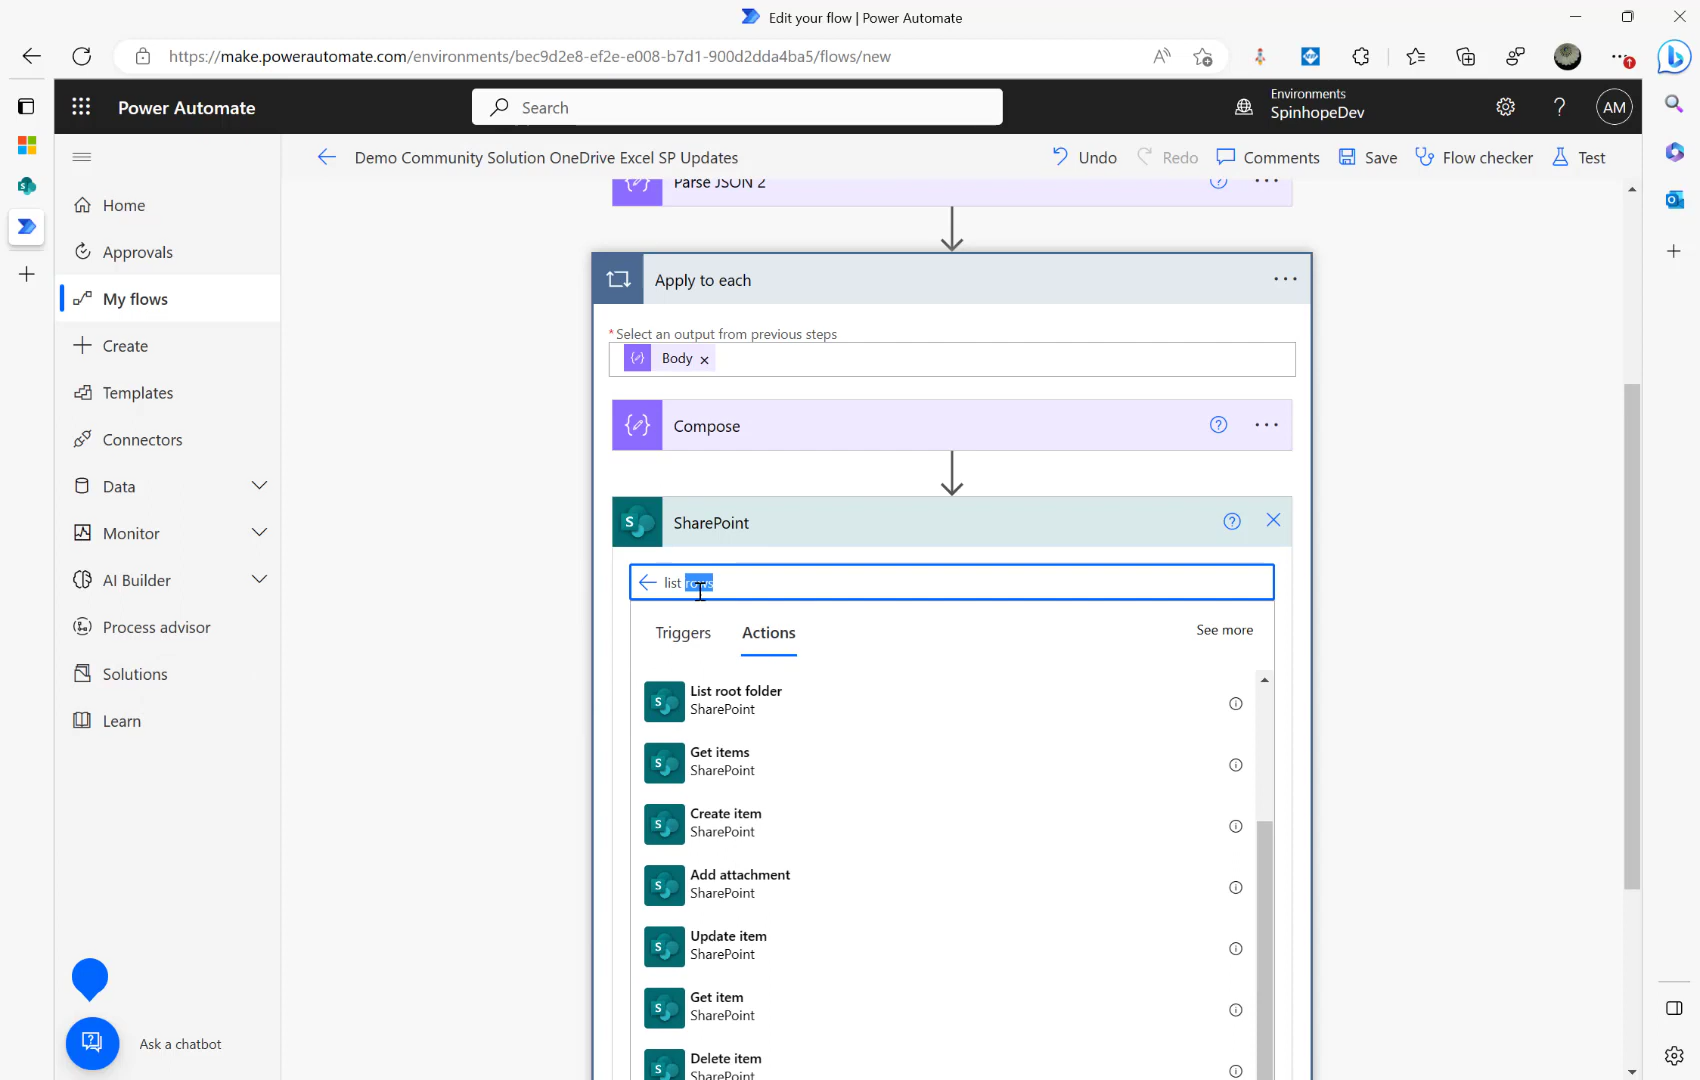 Edit your flow | Power Automate
https://make.powerautomate.com/environments/bec9d2e8-ef2e-e008-b7d1-900d2dda4ba5/flows/new
Power Automate
Search
Environments
SpinhopeDev
AM
Demo Community Solution OneDrive Excel SP Updates
Undo
Redo
Comments
Save
Flow checker
Test
Home
Approvals
My flows
Create
Templates
Connectors
Data
Monitor
AI Builder
Process advisor
Solutions
Learn
Ask a chatbot
Parse JSON 2
Apply to each
* Select an output from previous steps
Body
Compose
SharePoint
list rows
Triggers
Actions
See more
List root folder
SharePoint
Get items
SharePoint
Create item
SharePoint
Add attachment
SharePoint
Update item
SharePoint
Get item
SharePoint
Delete item
SharePoint